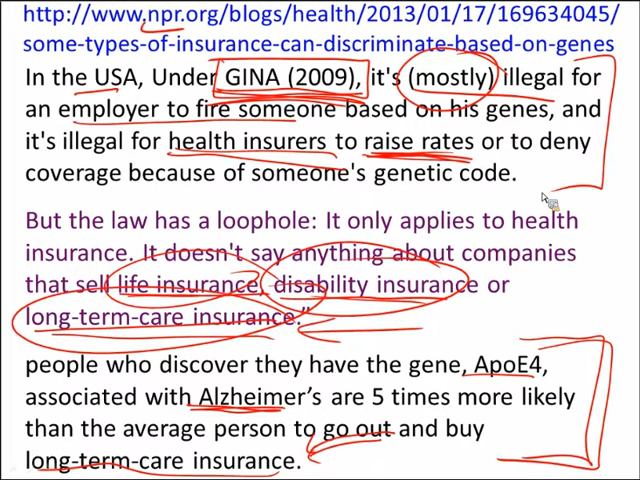 http://www.npr.org/blogs/health/2013/01/17/169634045/
some-types-of-insurance-can-discriminate-based-on-genes
In the USA, Under GINA (2009), it's (mostly) illegal for
an employer to fire someone based on his genes, and
it's illegal for health insurers to raise rates or to deny
coverage because of someone's genetic code.
But the law has a loophole: It only applies to health
insurance. It doesn't say anything about companies
that sell life insurance, disability insurance or
long-term-care insurance."
people who discover they have the gene, ApoE4,
associated with Alzheimer's are 5 times more likely
than the average person to go out and buy
long-term-care insurance.